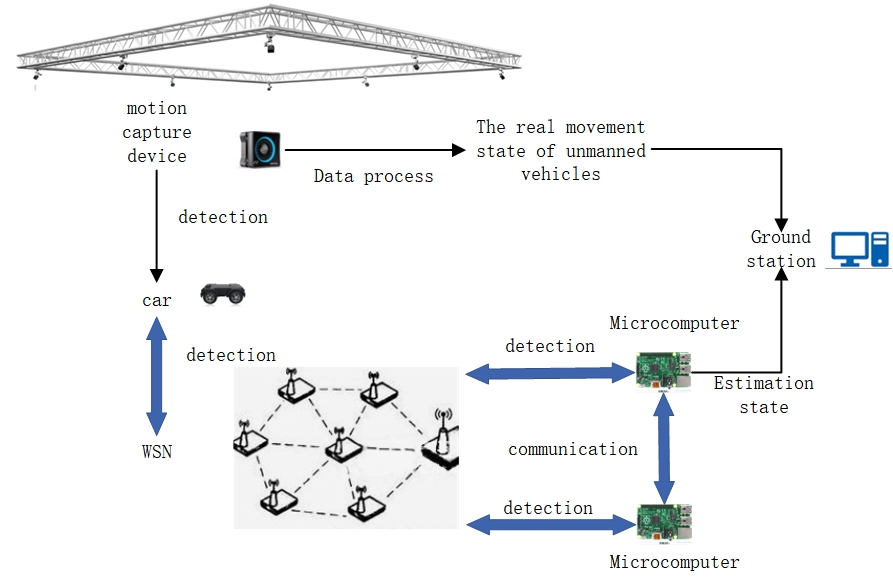 motion
capture
device
Data process
The real movement
state of unmanned
vehicles
detection
Ground
station
car
Microcomputer
detection
detection
Estimation
state
WSN
communication
detection
Microcomputer